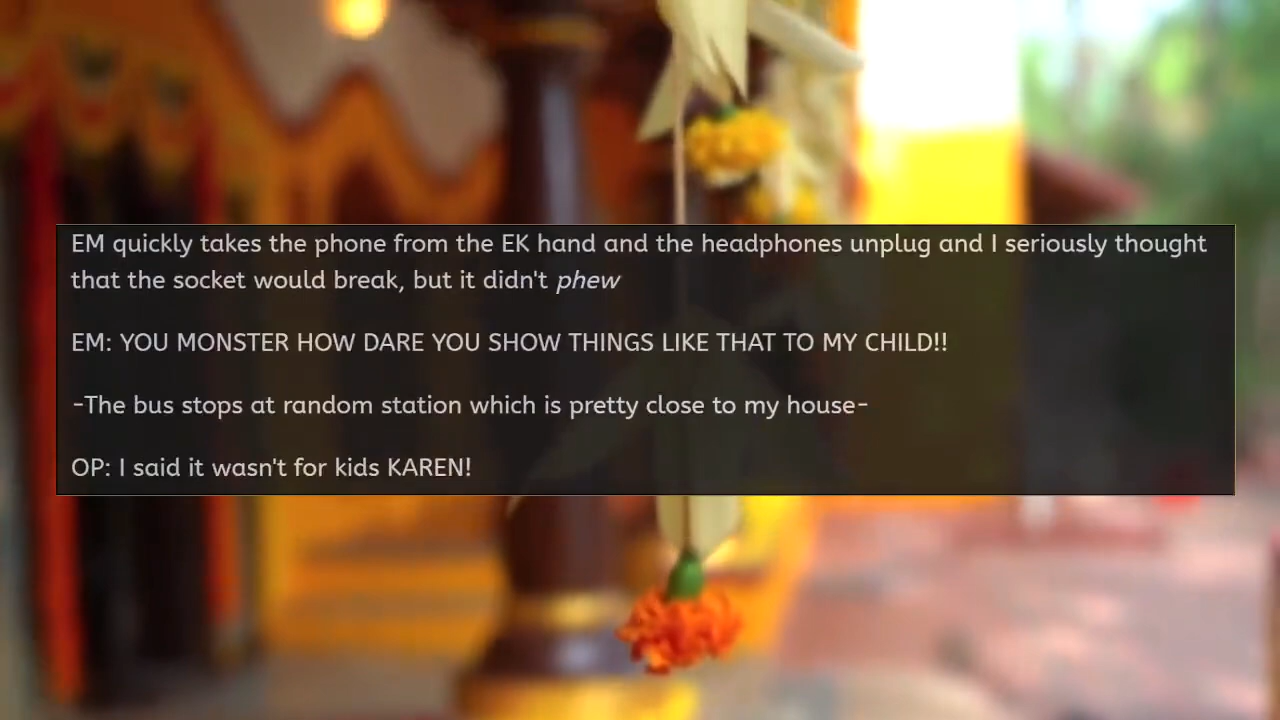 EM quickly takes the phone from the EK hand and the headphones unplug and I seriously thought
that the socket would break, but it didn't phew
EM: YOU MONSTER HOW DARE YOU SHOW THINGS LIKE THAT TO MY CHILD!!
-The bus stops at random station which is pretty close to my house-
OP: I said it wasn't for kids KAREN!